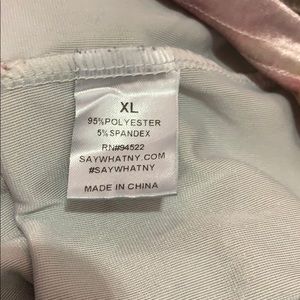 XL
95%POLYESTER
5%SPANDEX
RN#94522
SAYWHATNY.COM
#SAYWHATNY
MADE IN CHINA